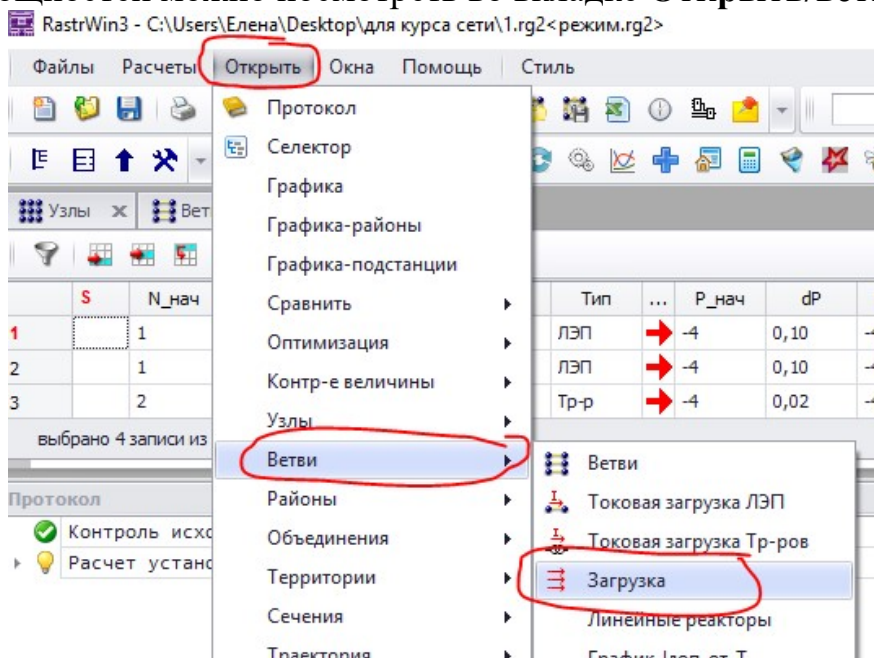 RastrWin3 - C:\Users\Елена\Desktop\для курса сети\1.rg2<режим.rg2>
Файлы Расчеты Открыть Окна Помощь Стиль
Протокол
Селектор
Графика
Узлы Вет
Графика-районы
Графика-подстанции
S N_нач Сравнить Тип ... P_нач dP
1 1 Оптимизация ЛЭП -4 0,10
2 1 Контр-е величины ЛЭП -4 0,10
3 2 Узлы Тр-р -4 0,02
выбрано 4 записи из
Ветви Ветви
Протокол Районы Токовая загрузка ЛЭП
Контроль исхо Объединения Токовая загрузка Тр-ров
Расчет устано Территории Загрузка
Сечения Линейные реакторы
Траектория